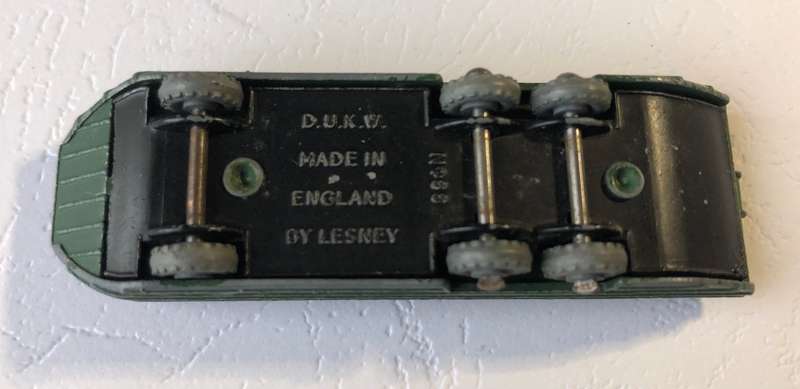 D.U.K.W.
MADE IN
ENGLAND
BY LESNEY